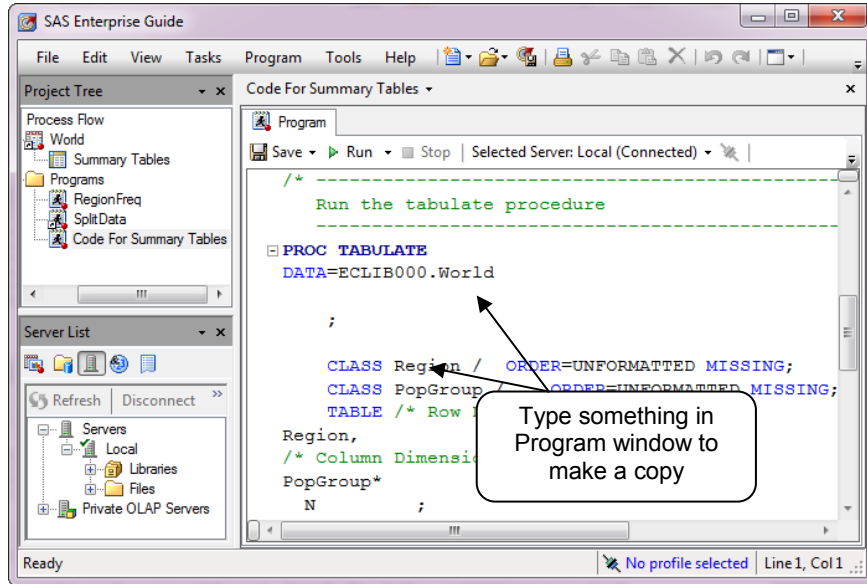 SAS Enterprise Guide
File Edit View Tasks Program Tools Help
Project Tree
Process Flow
World
Summary Tables
Programs
RegionFreq
SplitData
Code For Summary Tables
Server List
Refresh Disconnect »
Servers
Local
Libraries
Files
Private OLAP Servers
Code For Summary Tables
Program
Save Run Stop Selected Server: Local (Connected)
/* -----------------------------------------------
Run the tabulate procedure
-----------------------------------------------
PROC TABULATE
DATA=ECLIB000.World
;
CLASS Region / ORDER=UNFORMATTED MISSING;
CLASS PopGroup / ORDER=UNFORMATTED MISSING;
TABLE /* Row
Region,
/* Column Dimensi
PopGroup*
N ;
Type something in
Program window to
make a copy
Ready
No profile selected Line 1, Col 1